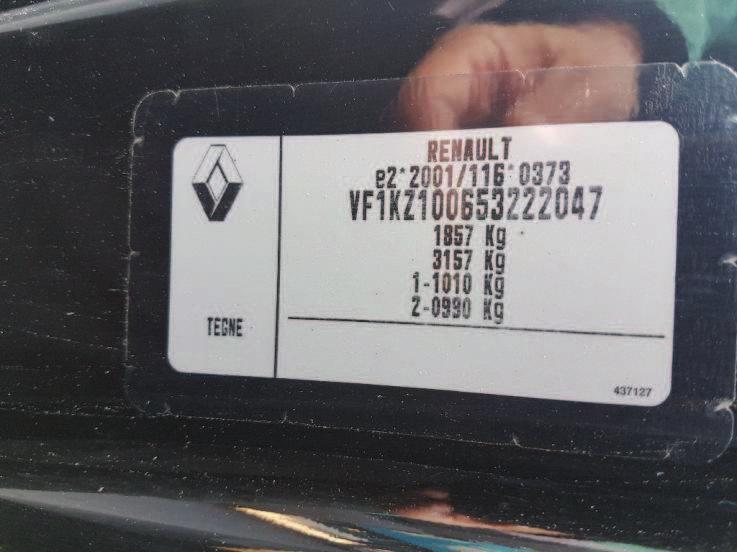 RENAULT
e2*2001/116*0373
VF1KZ100653222047
1857 Kg
3157 Kg
1-1010 Kg
2-0990 Kg
TEGNE
437127